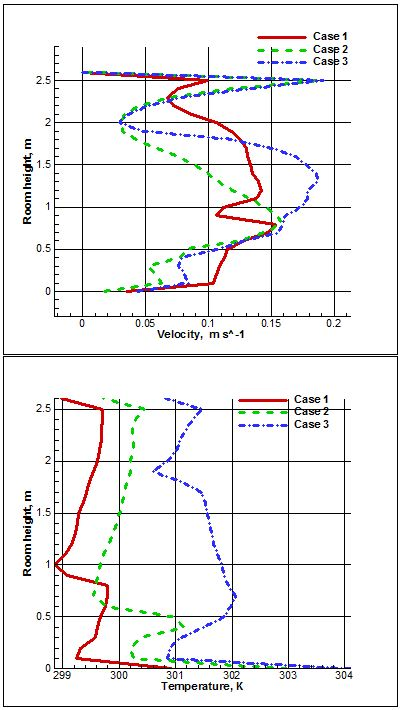 Case 1
Case 2
Case 3
2.5
2
1.5
1
0.5
0
Room height, m
0
0.05
0.1
0.15
0.2
Velocity, m s^-1
Case 1
Case 2
Case 3
2.5
2
1.5
1
0.5
0
Room height, m
299
300
301
302
303
304
Temperature, K